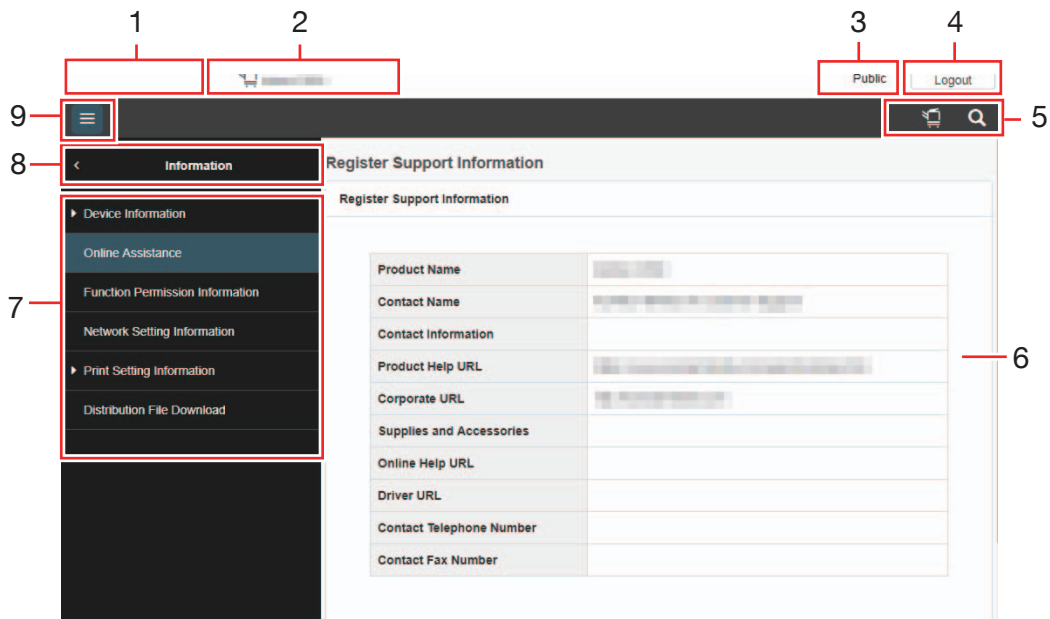 1
2
3
4
Public
Logout
9
5
8
Information
Register Support Information
Register Support Information
7
Device Information
Online Assistance
Function Permission Information
Network Setting Information
Print Setting Information
Distribution File Download
Product Name
Contact Name
Contact Information
Product Help URL
6
Corporate URL
Supplies and Accessories
Online Help URL
Driver URL
Contact Telephone Number
Contact Fax Number